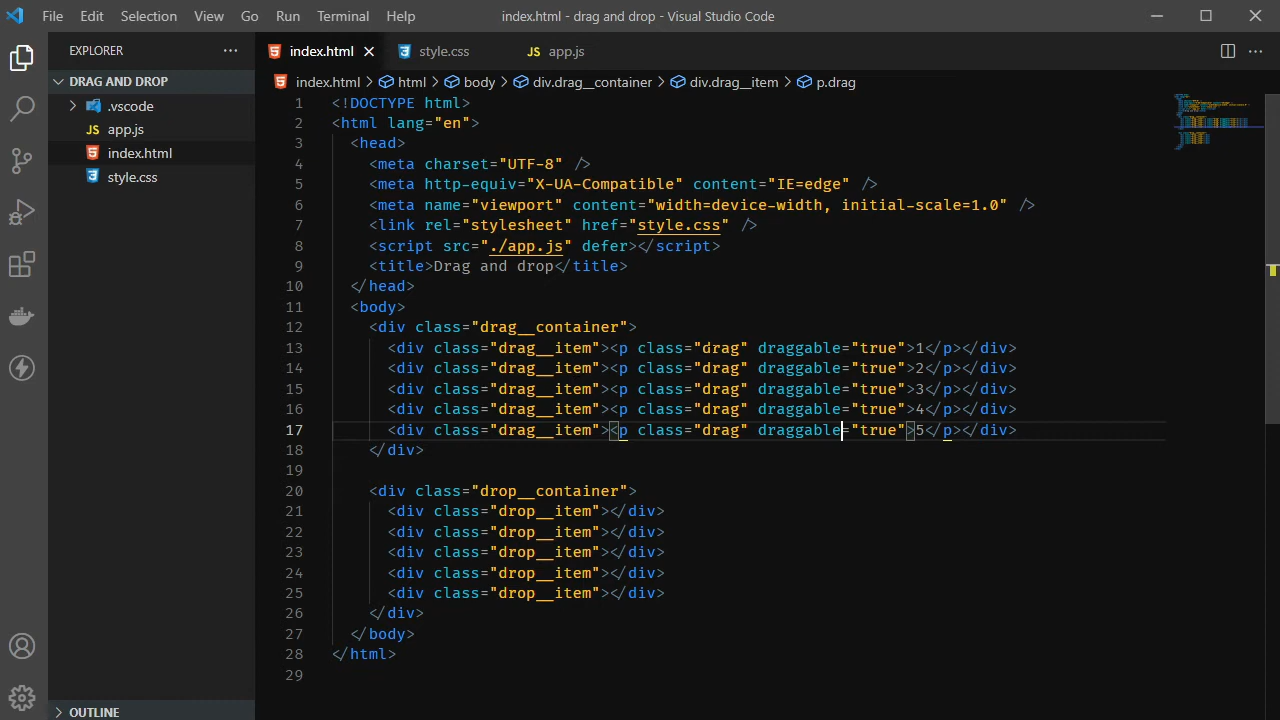 File Edit Selection View Go Run Terminal Help index.html - drag and drop - Visual Studio Code
EXPLORER
DRAG AND DROP
.vscode
JS app.js
index.html
style.css
OUTLINE
index.html style.css JS app.js
index.html > html > body > div.drag__container > div.drag__item > p.drag
1 <!DOCTYPE html>
2 <html lang="en">
3 <head>
4 <meta charset="UTF-8" />
5 <meta http-equiv="X-UA-Compatible" content="IE=edge" />
6 <meta name="viewport" content="width=device-width, initial-scale=1.0" />
7 <link rel="stylesheet" href="style.css" />
8 <script src="./app.js" defer></script>
9 <title>Drag and drop</title>
10 </head>
11 <body>
12 <div class="drag__container">
13 <div class="drag__item"><p class="drag" draggable="true">1</p></div>
14 <div class="drag__item"><p class="drag" draggable="true">2</p></div>
15 <div class="drag__item"><p class="drag" draggable="true">3</p></div>
16 <div class="drag__item"><p class="drag" draggable="true">4</p></div>
17 <div class="drag__item"><p class="drag" draggable="true">5</p></div>
18 </div>
19
20 <div class="drop__container">
21 <div class="drop__item"></div>
22 <div class="drop__item"></div>
23 <div class="drop__item"></div>
24 <div class="drop__item"></div>
25 <div class="drop__item"></div>
26 </div>
27 </body>
28 </html>
29